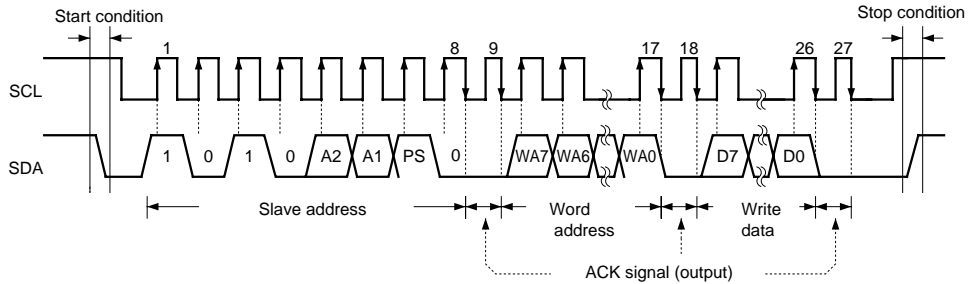 Start condition
Stop condition
1 8 9 17 18 26 27
SCL
SDA
1 0 1 0 A2 A1 PS 0 WA7 WA6 WA0 D7 D0
Slave address
Word
address
Write
data
ACK signal (output)